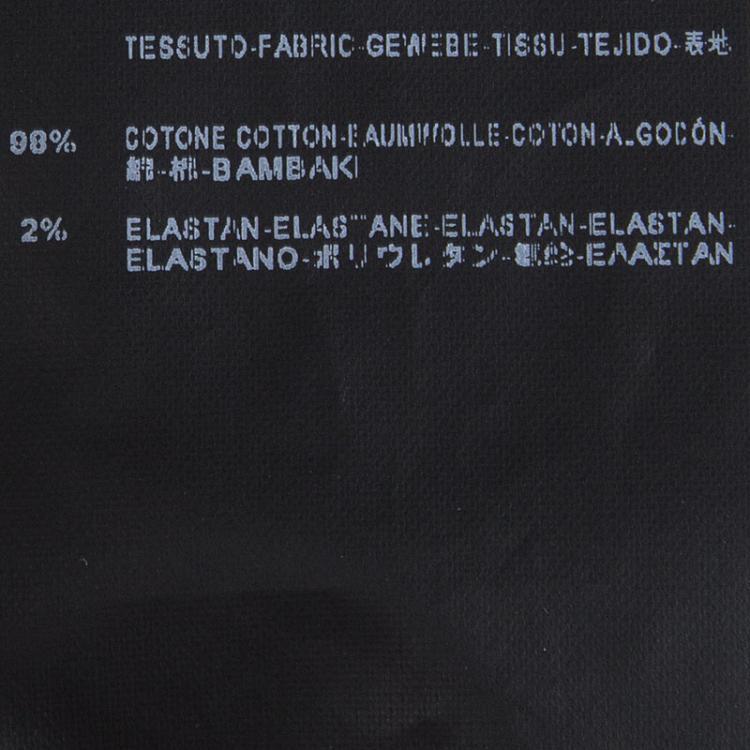 TESSUTO-FABRIC-GEWEBE-TISSU-TEJIDO-表地
98% COTONE COTTON-BAUMWOLLE-COTON-ALGODÓN-
綿-棉-BAMBAKI
2% ELASTAN-ELASTANE-ELASTAN-ELASTAN-
ELASTANO-ポリウレタン-EΛΑΣΤΑΝ